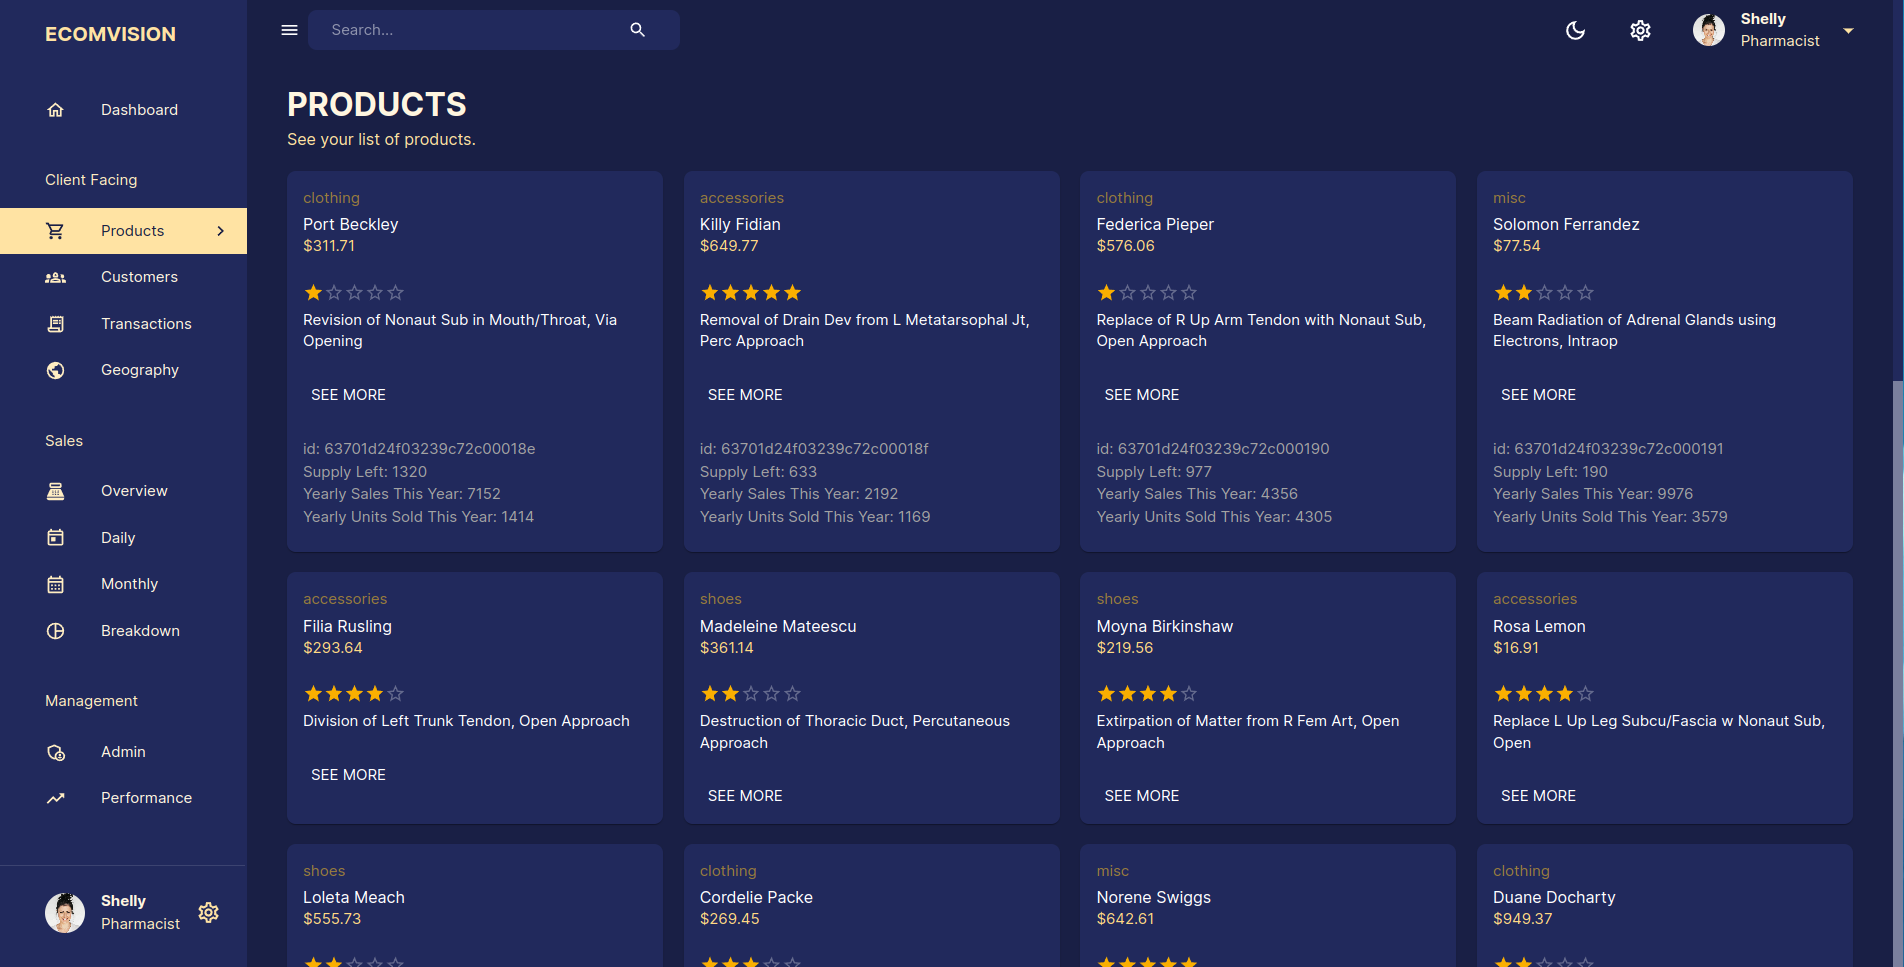 ECOMVISION
Search...
Shelly
Pharmacist
Dashboard
Client Facing
Products
Customers
Transactions
Geography
Sales
Overview
Daily
Monthly
Breakdown
Management
Admin
Performance
Shelly
Pharmacist
PRODUCTS
See your list of products.
clothing
Port Beckley
$311.71
Revision of Nonaut Sub in Mouth/Throat, Via
Opening
SEE MORE
id: 63701d24f03239c72c00018e
Supply Left: 1320
Yearly Sales This Year: 7152
Yearly Units Sold This Year: 1414
accessories
Killy Fidian
$649.77
Removal of Drain Dev from L Metatarsophal Jt,
Perc Approach
SEE MORE
id: 63701d24f03239c72c00018f
Supply Left: 633
Yearly Sales This Year: 2192
Yearly Units Sold This Year: 1169
clothing
Federica Pieper
$576.06
Replace of R Up Arm Tendon with Nonaut Sub,
Open Approach
SEE MORE
id: 63701d24f03239c72c000190
Supply Left: 977
Yearly Sales This Year: 4356
Yearly Units Sold This Year: 4305
misc
Solomon Ferrandez
$77.54
Beam Radiation of Adrenal Glands using
Electrons, Intraop
SEE MORE
id: 63701d24f03239c72c000191
Supply Left: 190
Yearly Sales This Year: 9976
Yearly Units Sold This Year: 3579
accessories
Filia Rusling
$293.64
Division of Left Trunk Tendon, Open Approach
SEE MORE
shoes
Madeleine Mateescu
$361.14
Destruction of Thoracic Duct, Percutaneous
Approach
SEE MORE
shoes
Moyna Birkinshaw
$219.56
Extirpation of Matter from R Fem Art, Open
Approach
SEE MORE
accessories
Rosa Lemon
$16.91
Replace L Up Leg Subcu/Fascia w Nonaut Sub,
Open
SEE MORE
shoes
Loleta Meach
$555.73
clothing
Cordelie Packe
$269.45
misc
Norene Swiggs
$642.61
clothing
Duane Docharty
$949.37